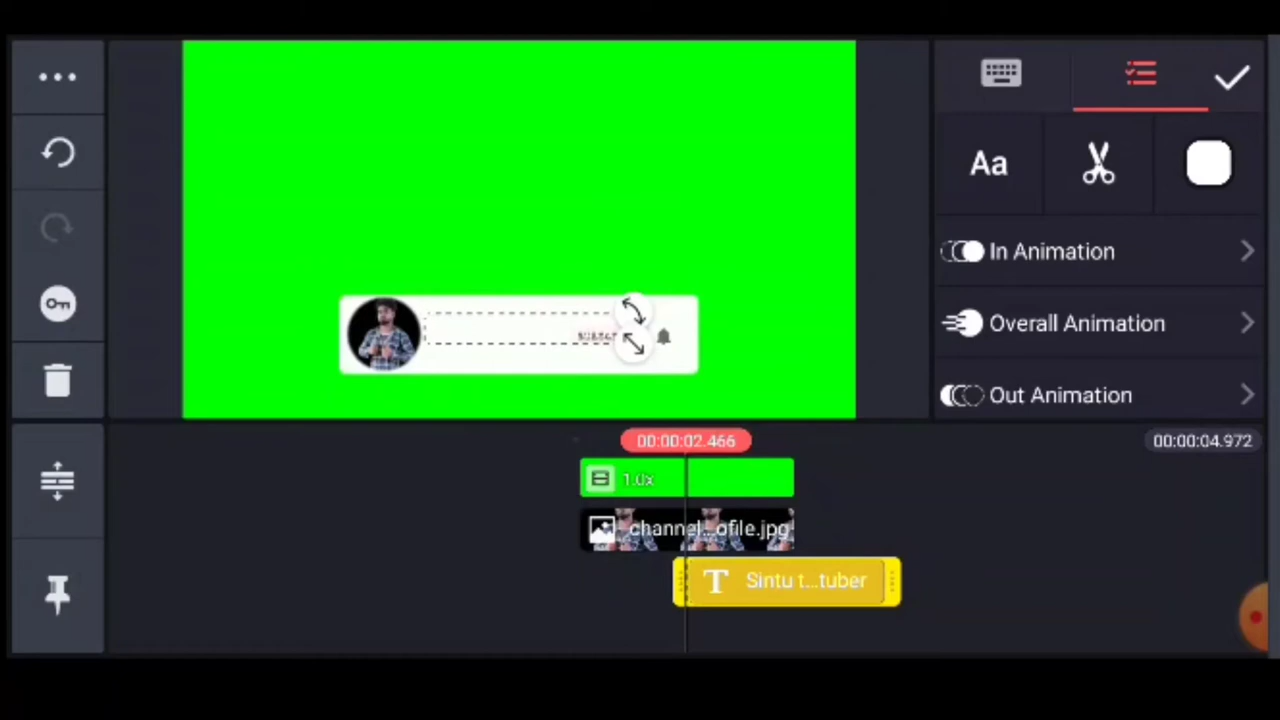 Aa
In Animation
Overall Animation
Out Animation
00:00:02.466
00:00:04.972
1.0x
channel...ofile.jpg
T Sintu t...tuber